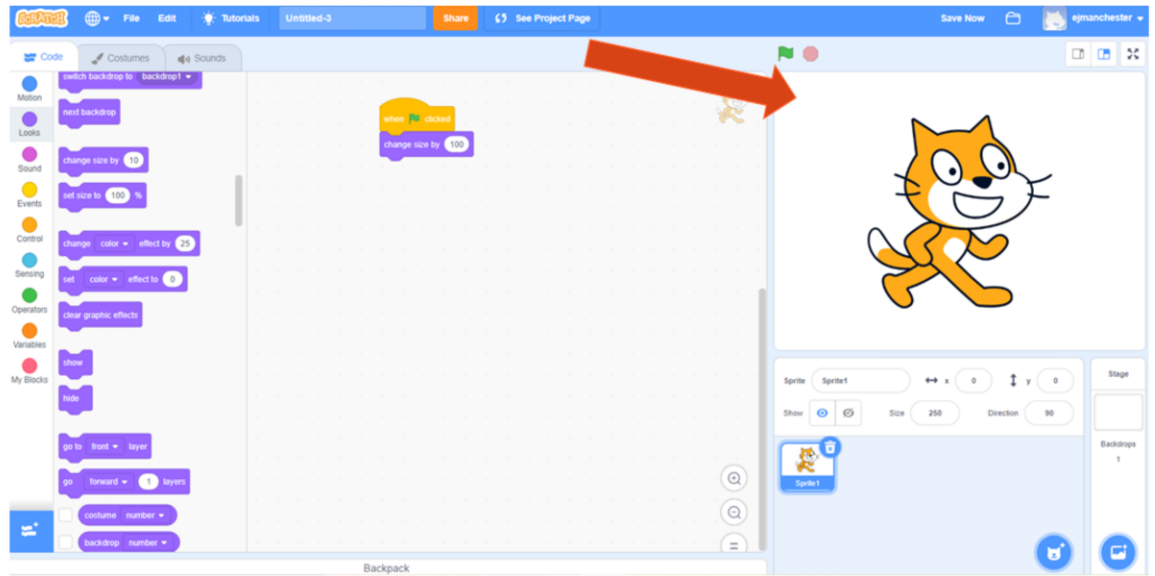 SCRATCH File Edit Tutorials Untitled-3 Share See Project Page Save Now ejmanchester
Code Costumes Sounds
Motion
Looks
Sound
Events
Control
Sensing
Operators
Variables
My Blocks
switch backdrop to backdrop1
next backdrop
change size by 10
set size to 100 %
change color effect by 25
set color effect to 0
clear graphic effects
show
hide
go to front layer
go forward 1 layers
costume number
backdrop number
when clicked
change size by 100
Backpack
Sprite Sprite1 x 0 y 0
Show Size 250 Direction 90
Sprite1
Stage
Backdrops
1